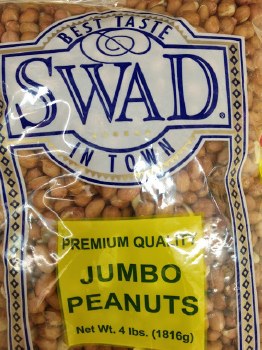 BEST TASTE
SWAD®
IN TOWN
PREMIUM QUALITY
JUMBO
PEANUTS
Net Wt. 4 lbs. (1816g)